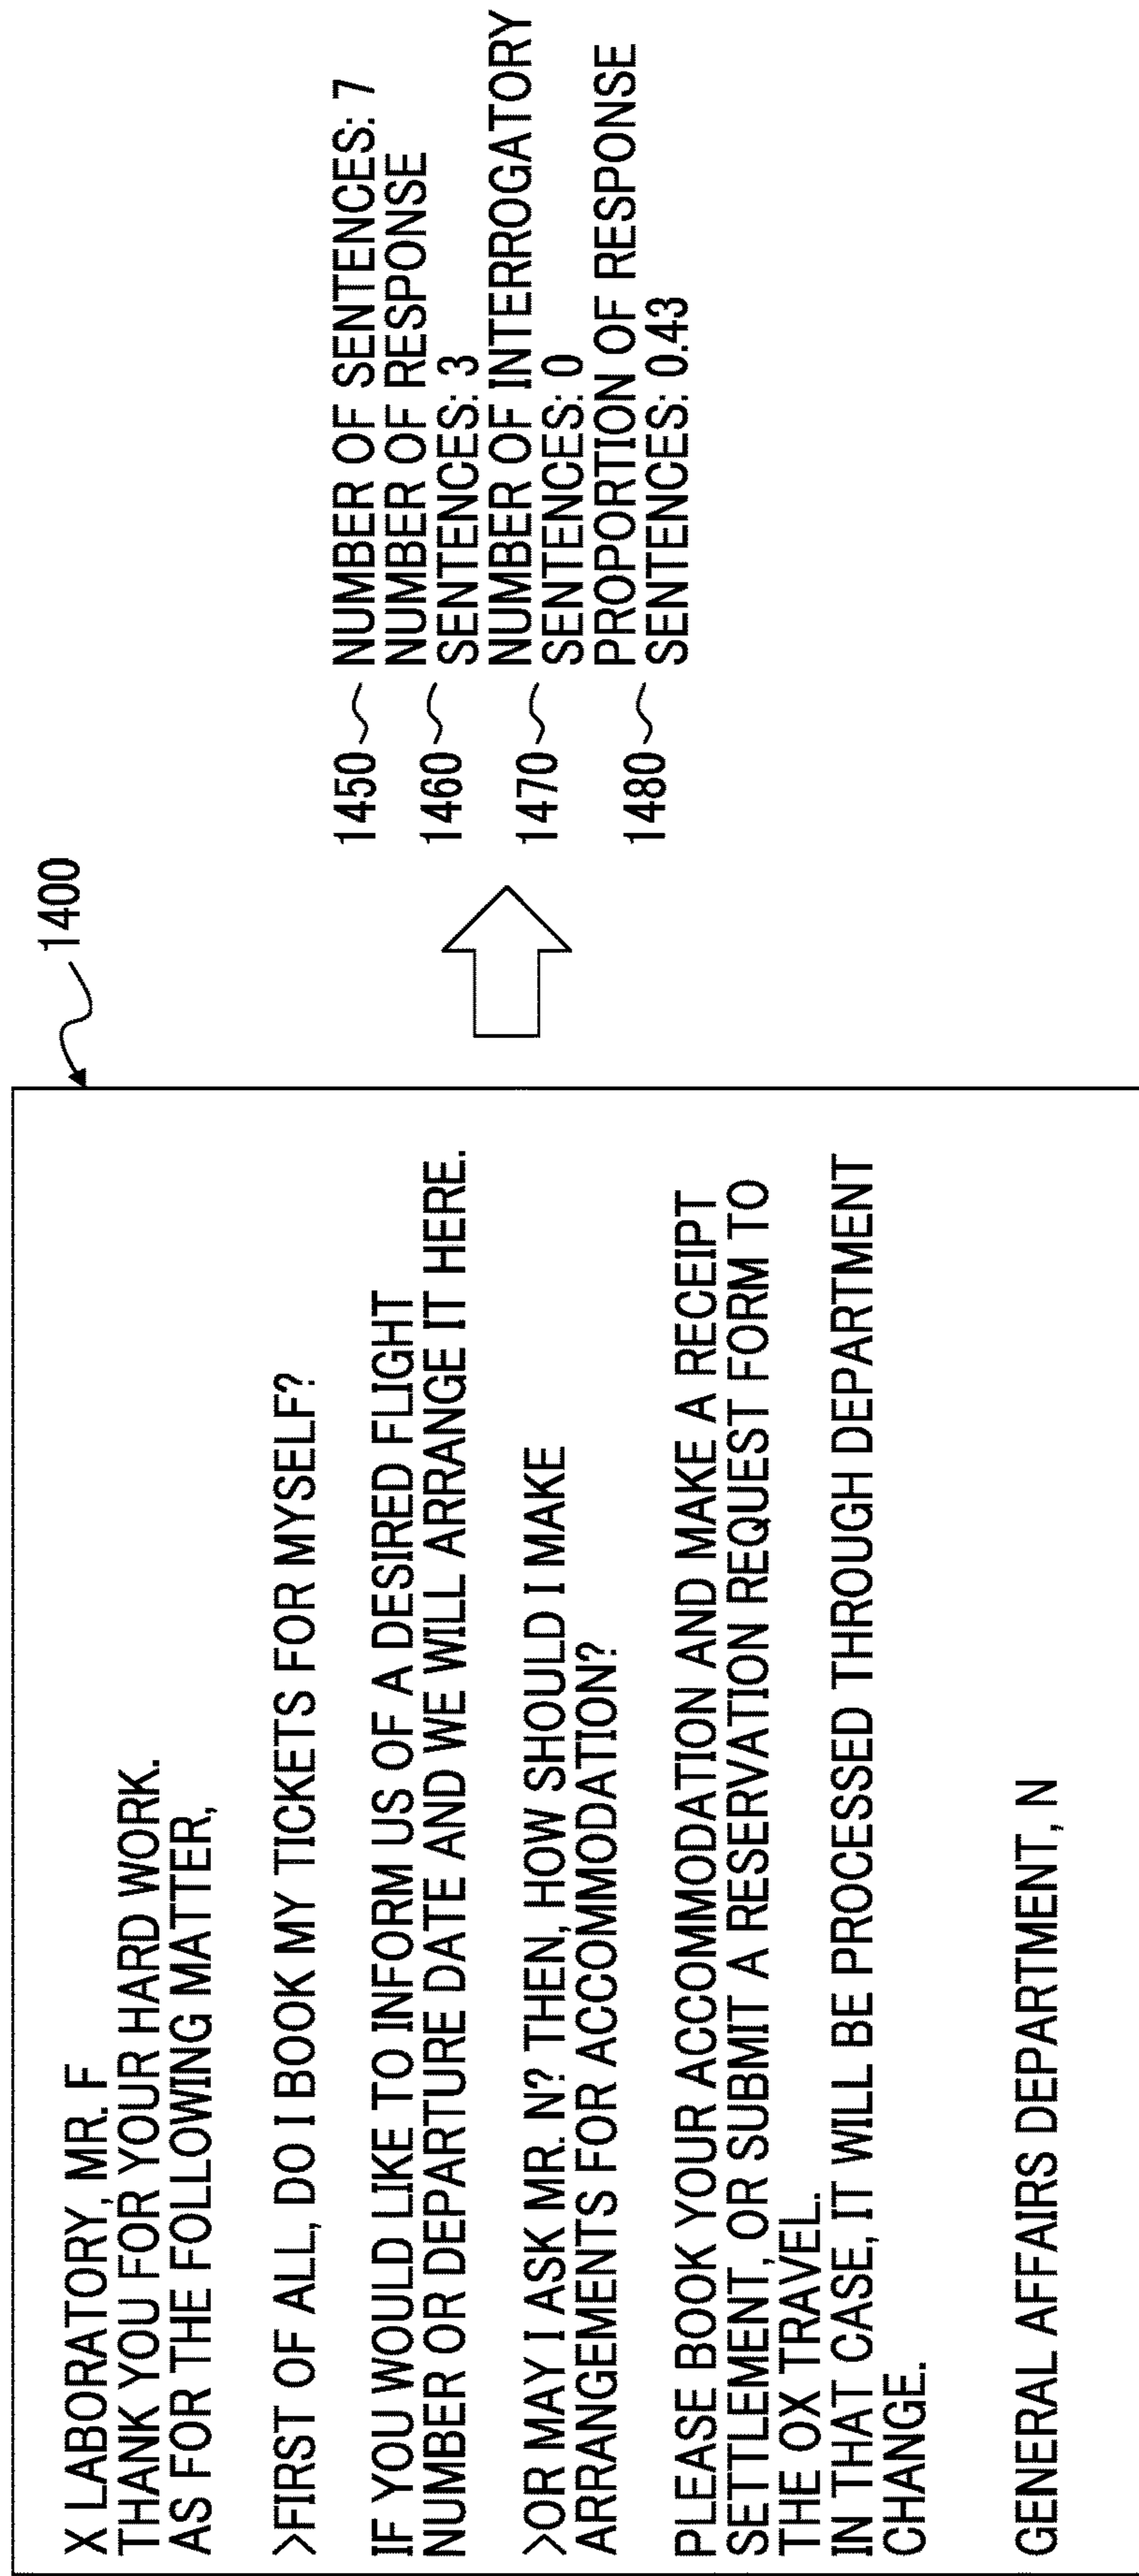 1400
X LABORATORY, MR. F
THANK YOU FOR YOUR HARD WORK.
AS FOR THE FOLLOWING MATTER,
>FIRST OF ALL, DO I BOOK MY TICKETS FOR MYSELF?
IF YOU WOULD LIKE TO INFORM US OF A DESIRED FLIGHT
NUMBER OR DEPARTURE DATE AND WE WILL ARRANGE IT HERE.
>OR MAY I ASK MR. N? THEN, HOW SHOULD I MAKE
ARRANGEMENTS FOR ACCOMMODATION?
PLEASE BOOK YOUR ACCOMMODATION AND MAKE A RECEIPT
SETTLEMENT, OR SUBMIT A RESERVATION REQUEST FORM TO
THE OX TRAVEL.
IN THAT CASE, IT WILL BE PROCESSED THROUGH DEPARTMENT
CHANGE.
GENERAL AFFAIRS DEPARTMENT, N
1450 NUMBER OF SENTENCES: 7
NUMBER OF RESPONSE
1460 SENTENCES: 3
NUMBER OF INTERROGATORY
1470 SENTENCES: 0
PROPORTION OF RESPONSE
1480 SENTENCES: 0.43